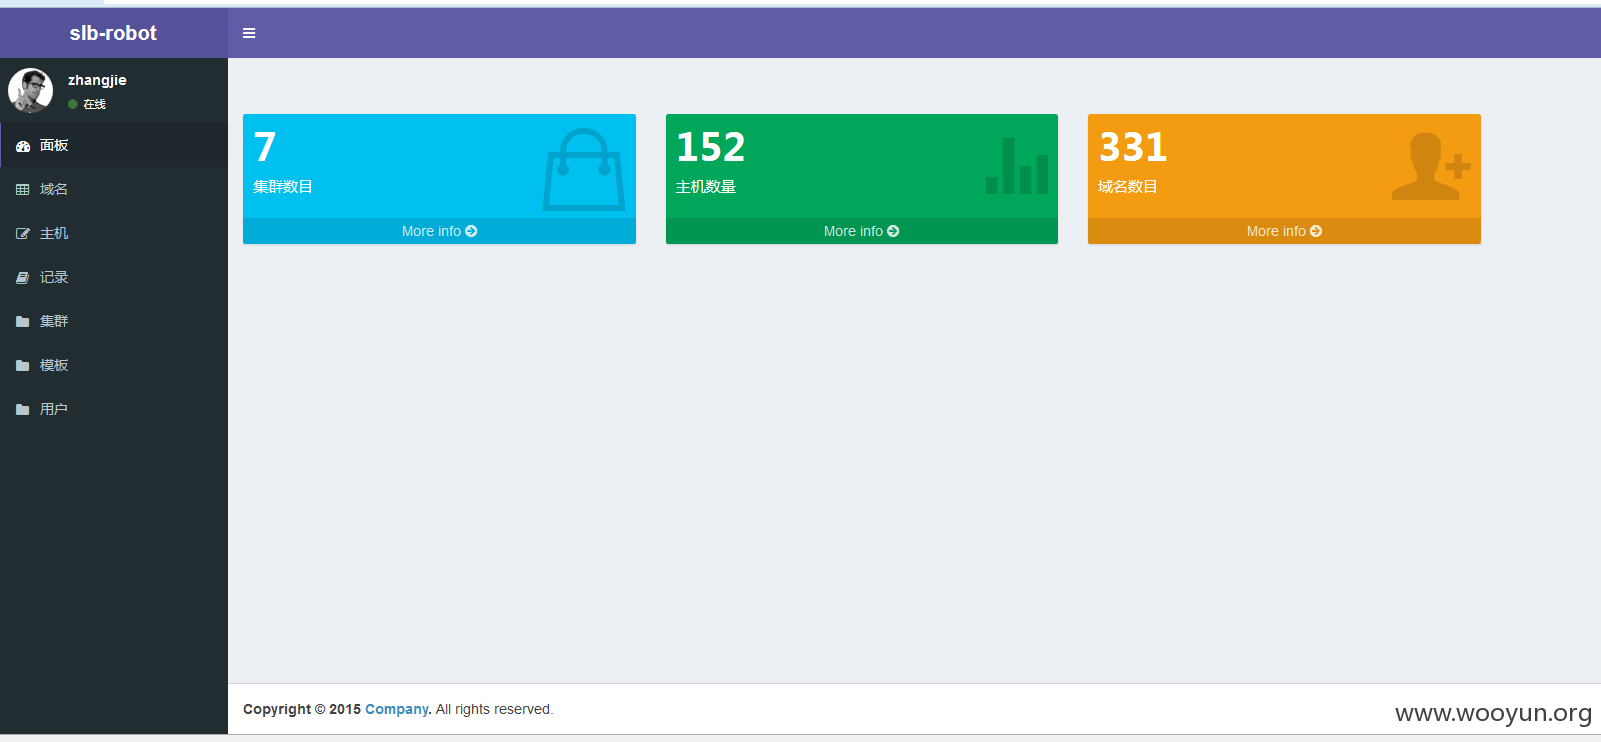 slb-robot
zhangjie
在线
面板
域名
主机
记录
集群
模板
用户
7
集群数目
More info
152
主机数量
More info
331
域名数目
More info
Copyright © 2015 Company. All rights reserved.
www.wooyun.org